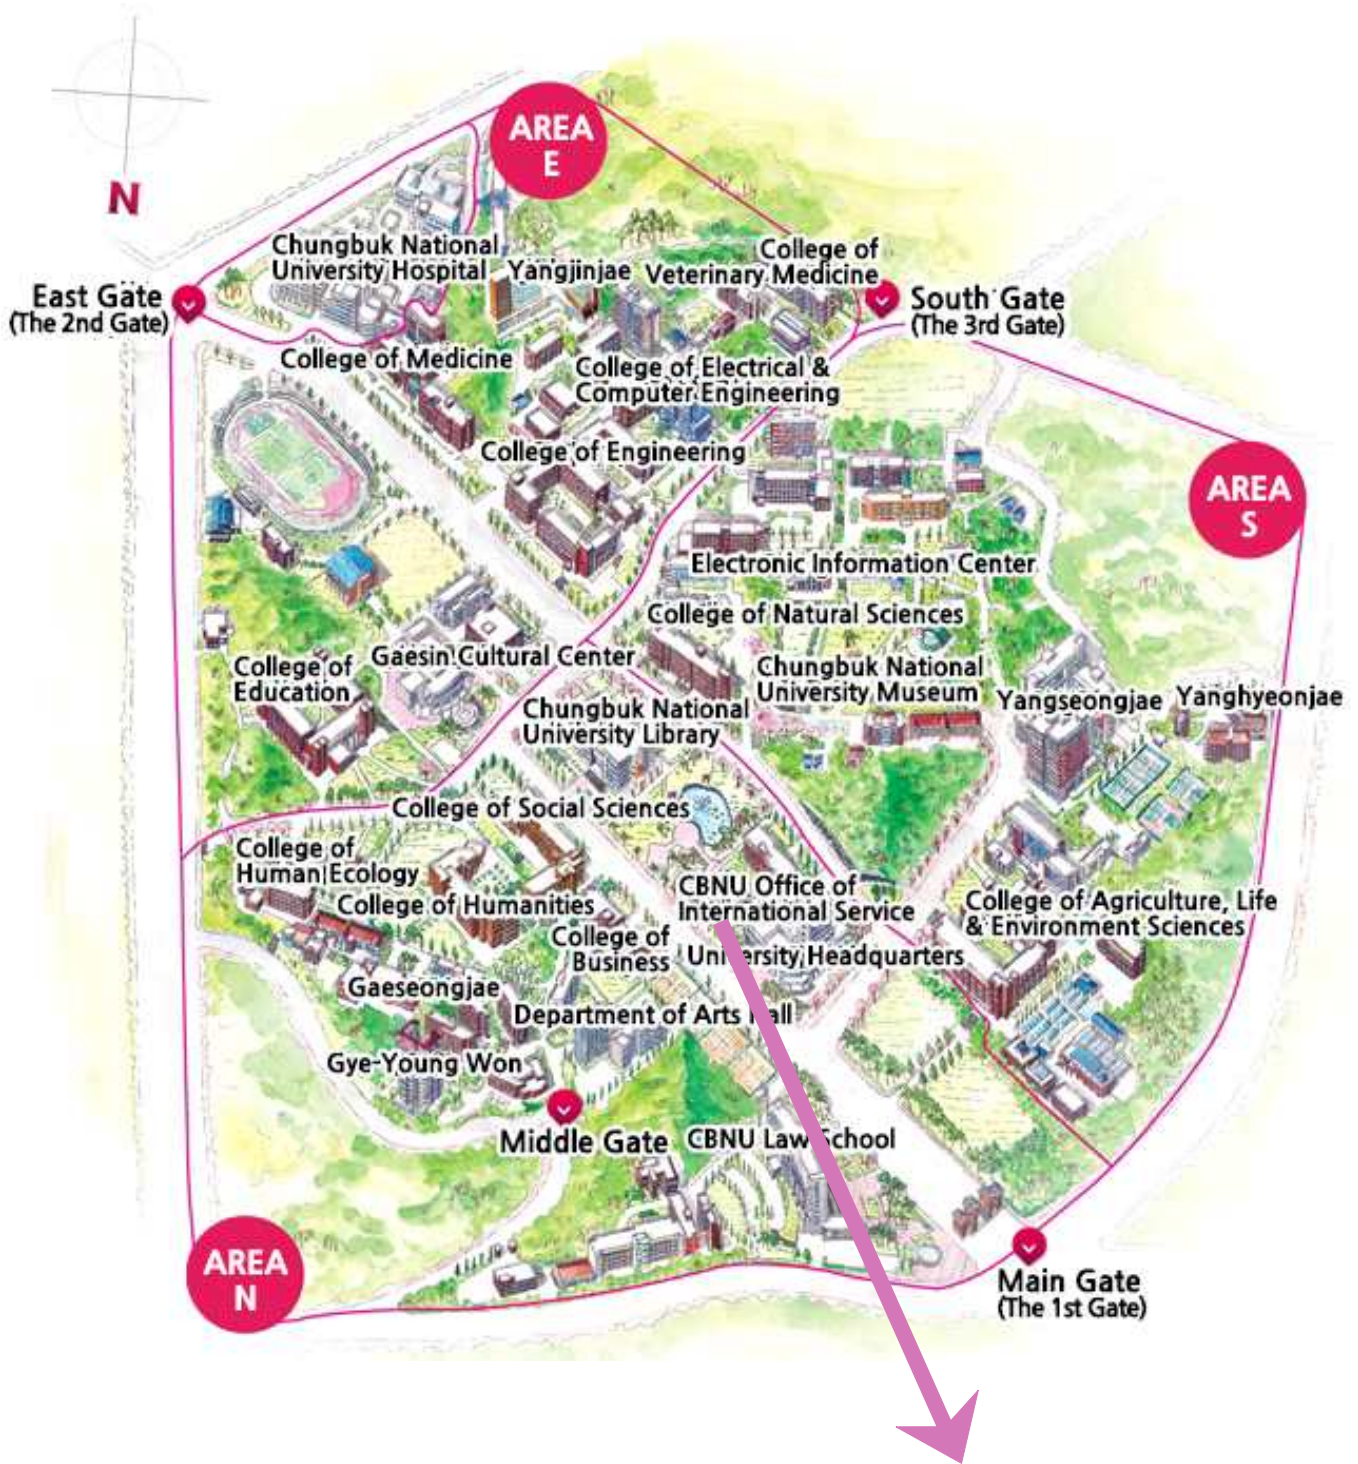 AREA
E
N
Chungbuk National
University Hospital
Yangjinjae
College of
Veterinary Medicine
East Gate
(The 2nd Gate)
South Gate
(The 3rd Gate)
College of Medicine
College of Electrical &
Computer Engineering
College of Engineering
AREA
S
Electronic Information Center
College of Natural Sciences
College of
Education
Gaesin Cultural Center
Chungbuk National
University Museum
Yangseongjae
Yanghyeonjae
Chungbuk National
University Library
College of Social Sciences
College of
Human Ecology
College of Humanities
CBNU Office of
International Service
College of Agriculture, Life
& Environment Sciences
College of
Business
University Headquarters
Gaeseongjae
Department of Arts Hall
Gye-Young Won
Middle Gate
CBNU Law School
AREA
N
Main Gate
(The 1st Gate)